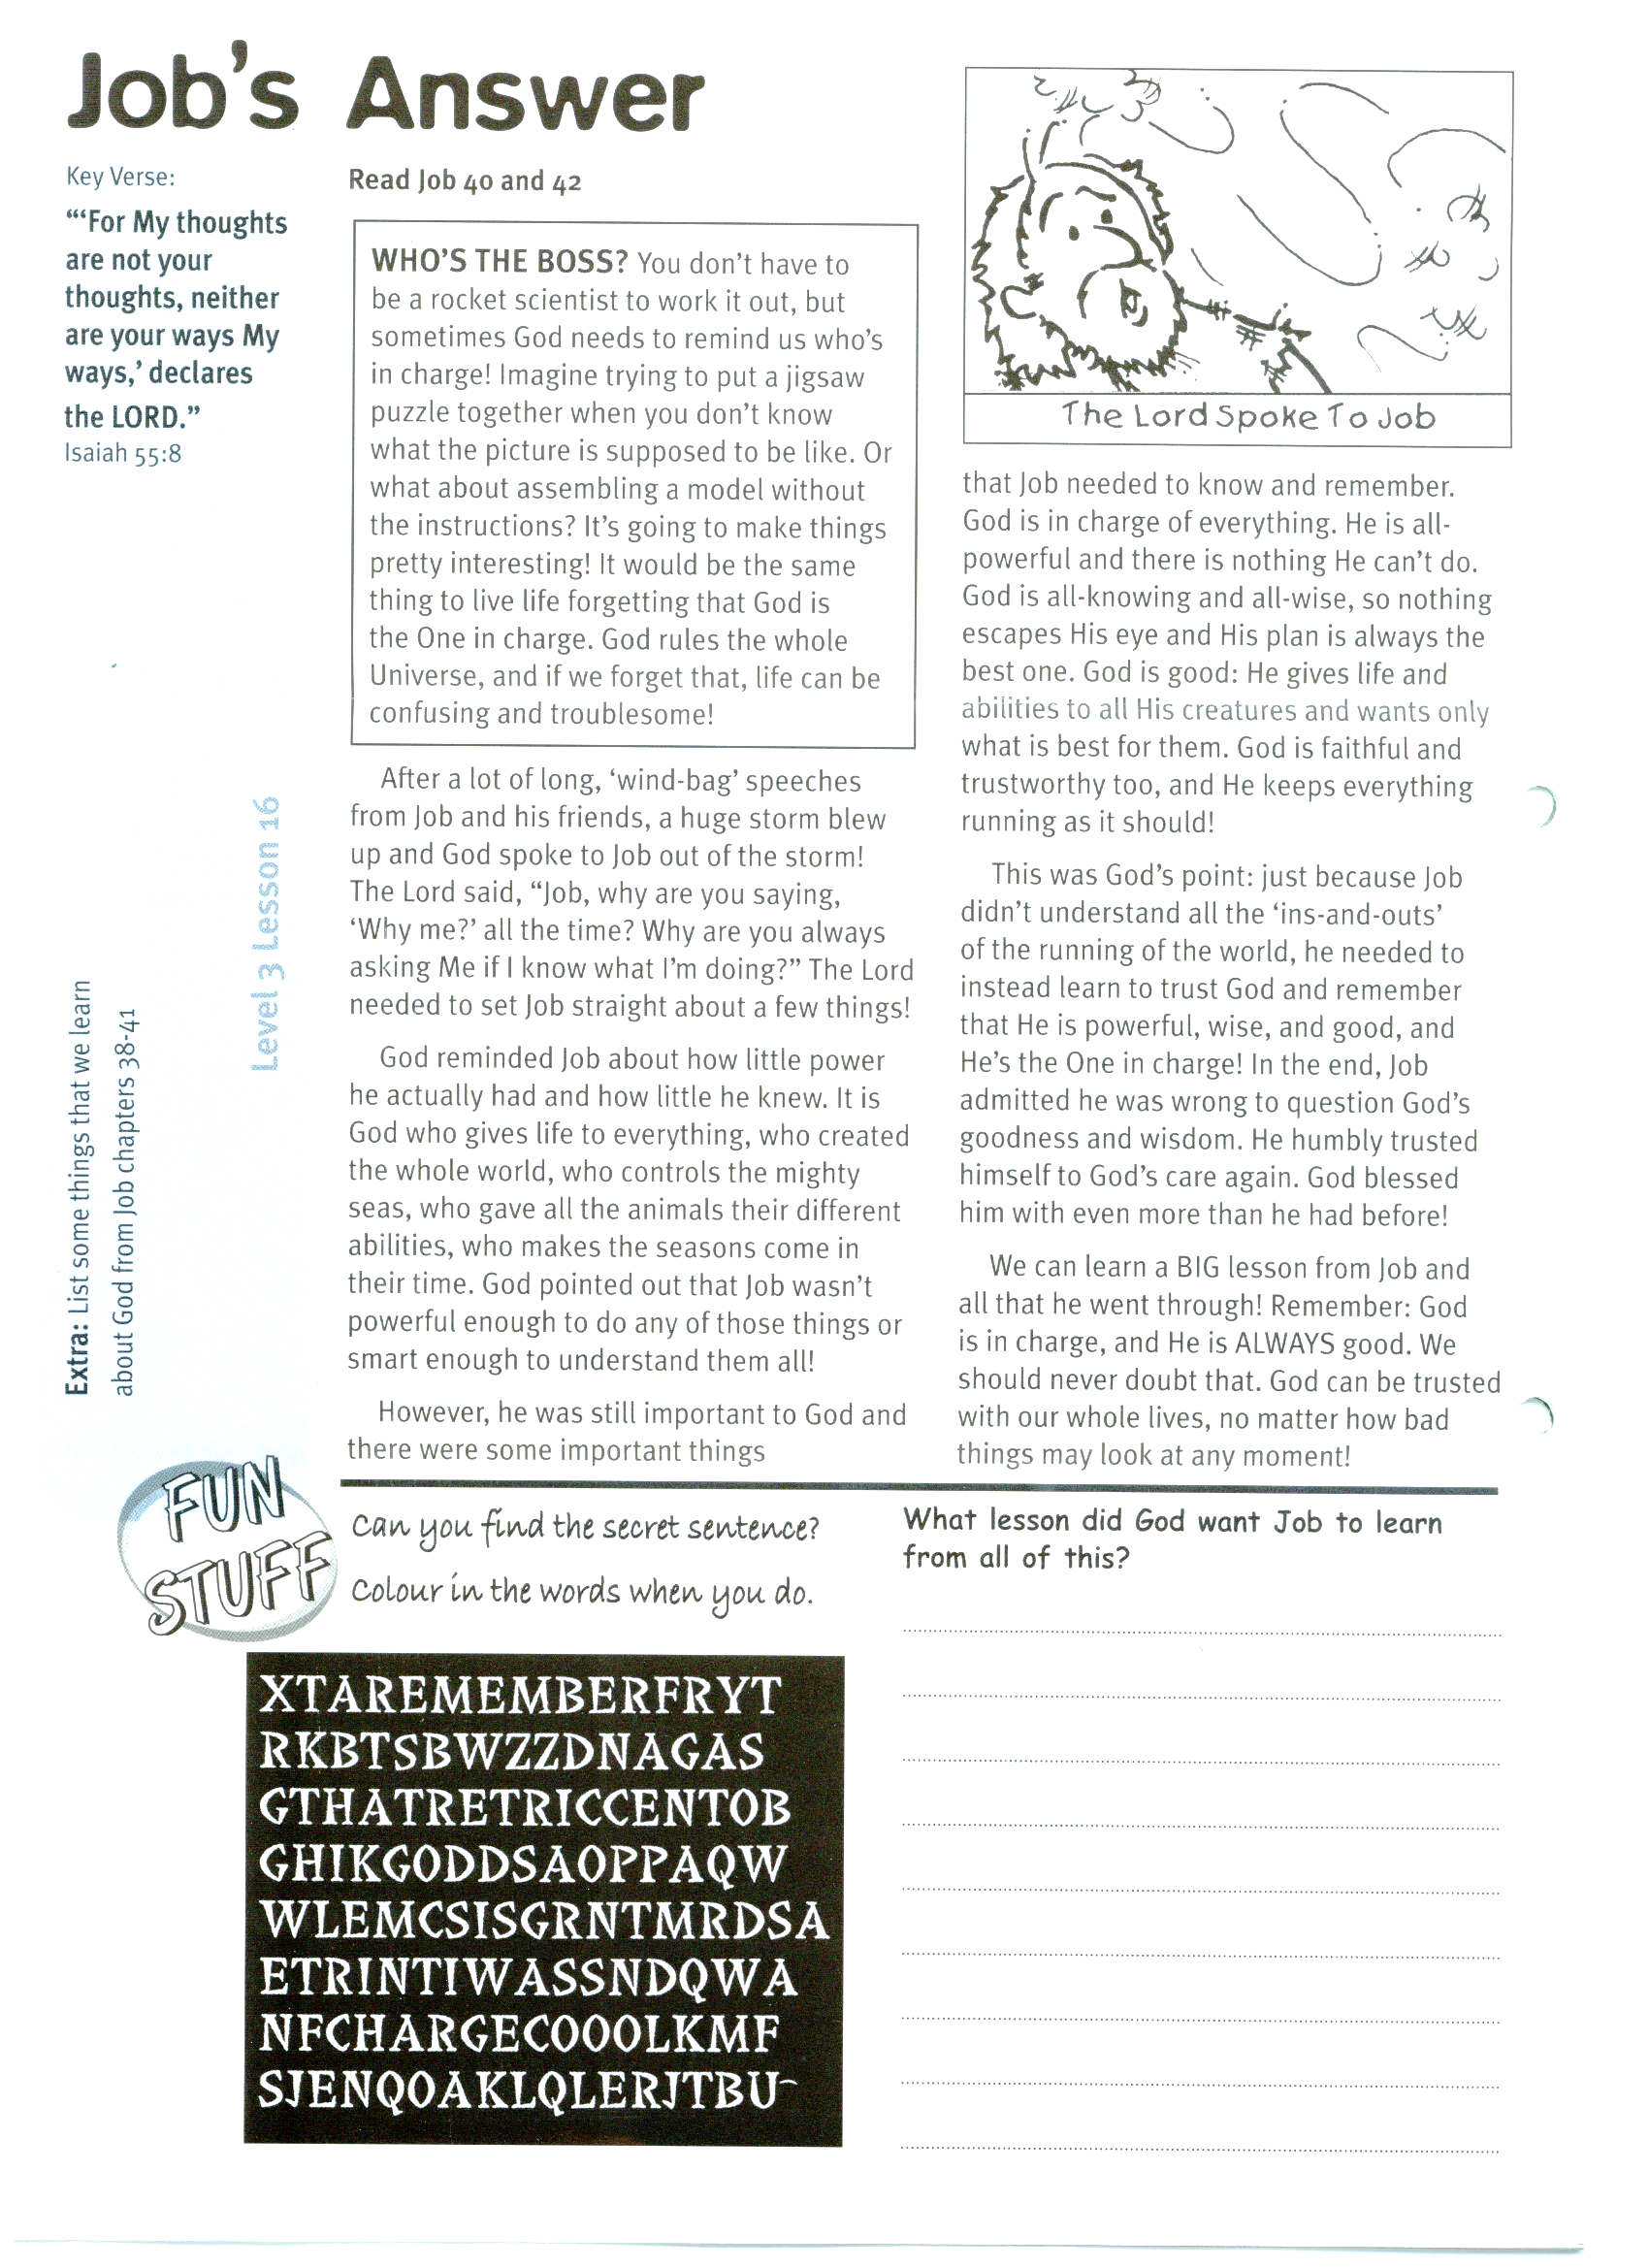 Job's Answer
Key Verse:
“‘For My thoughts
are not your
thoughts, neither
are your ways My
ways,’ declares
the LORD.”
Isaiah 55:8
Read Job 40 and 42
WHO'S THE BOSS? You don't have to
be a rocket scientist to work it out, but
sometimes God needs to remind us who's
in charge! Imagine trying to put a jigsaw
puzzle together when you don't know
what the picture is supposed to be like. Or
what about assembling a model without
the instructions? It's going to make things
pretty interesting! It would be the same
thing to live life forgetting that God is
the One in charge. God rules the whole
Universe, and if we forget that, life can be
confusing and troublesome!
After a lot of long, ‘wind-bag’ speeches
from Job and his friends, a huge storm blew
up and God spoke to Job out of the storm!
The Lord said, “Job, why are you saying,
‘Why me?’ all the time? Why are you always
asking Me if I know what I'm doing?” The Lord
needed to set Job straight about a few things!
God reminded Job about how little power
he actually had and how little he knew. It is
God who gives life to everything, who created
the whole world, who controls the mighty
seas, who gave all the animals their different
abilities, who makes the seasons come in
their time. God pointed out that Job wasn't
powerful enough to do any of those things or
smart enough to understand them all!
However, he was still important to God and
there were some important things
The Lord Spoke To Job
that Job needed to know and remember.
God is in charge of everything. He is all-
powerful and there is nothing He can't do.
God is all-knowing and all-wise, so nothing
escapes His eye and His plan is always the
best one. God is good: He gives life and
abilities to all His creatures and wants only
what is best for them. God is faithful and
trustworthy too, and He keeps everything
running as it should!
This was God's point: just because Job
didn't understand all the ‘ins-and-outs’
of the running of the world, he needed to
instead learn to trust God and remember
that He is powerful, wise, and good, and
He's the One in charge! In the end, Job
admitted he was wrong to question God's
goodness and wisdom. He humbly trusted
himself to God's care again. God blessed
him with even more than he had before!
We can learn a BIG lesson from Job and
all that he went through! Remember: God
is in charge, and He is ALWAYS good. We
should never doubt that. God can be trusted
with our whole lives, no matter how bad
things may look at any moment!
Level 3 Lesson 16
Extra: List some things that we learn
about God from Job chapters 38-41
FUN
STUFF
Can you find the secret sentence?
Colour in the words when you do.
XTAREMEMBERFRYT
RKBTSBWZZDNAGAS
GTHATRETRICCENTOB
GHIKGODDSAOPPAQW
WLEMCSISGRNTMRDSA
ETRINTIWASSNDQWA
NFCHARGECOOOLKMF
SJENQOAKLQLERJTBU
What lesson did God want Job to learn
from all of this?